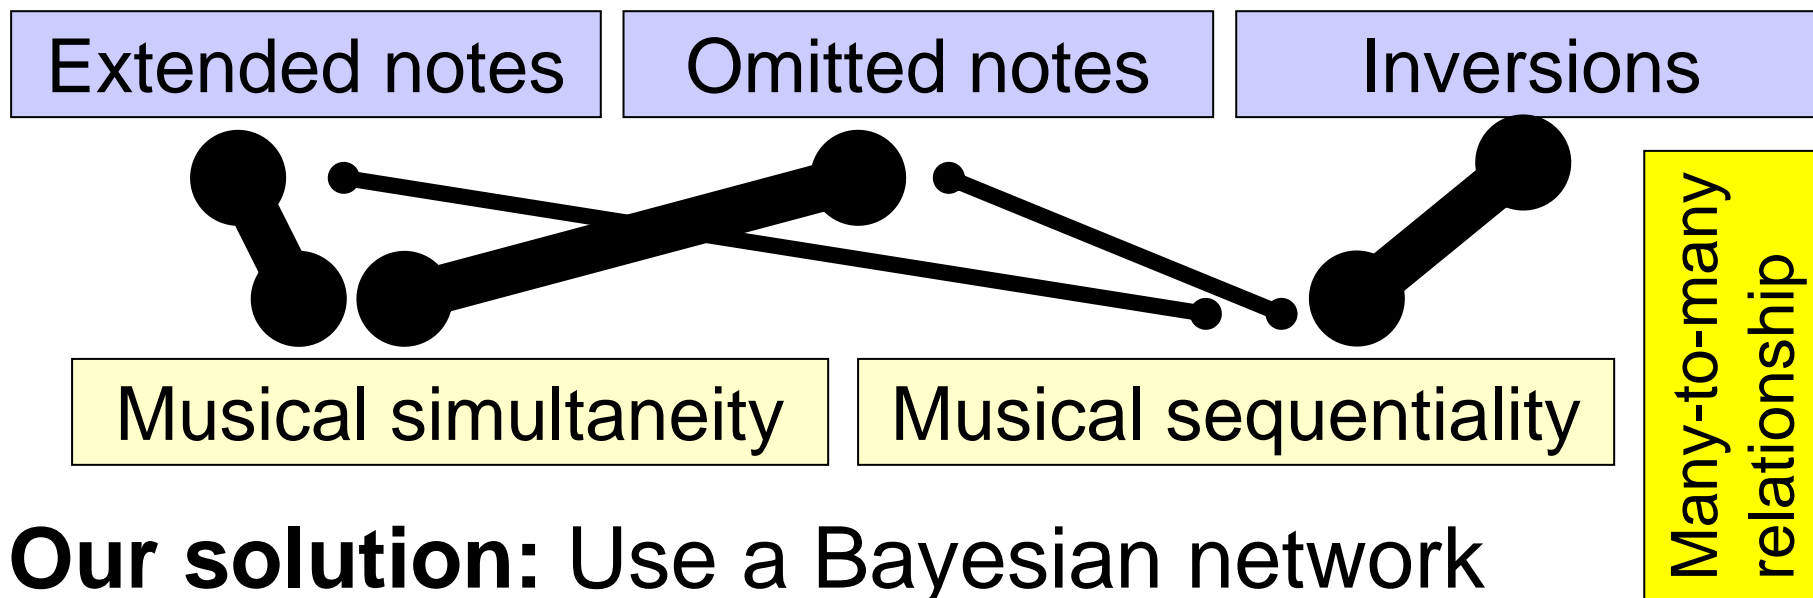 Extended notes
Omitted notes
Inversions
Many-to-many
relationship
Musical simultaneity
Musical sequentiality
Our solution: Use a Bayesian network